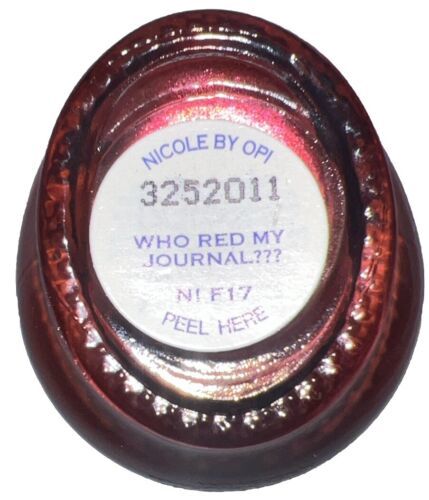 NICOLE BY OPI
3252011
WHO RED MY
JOURNAL???
NI F17
PEEL HERE